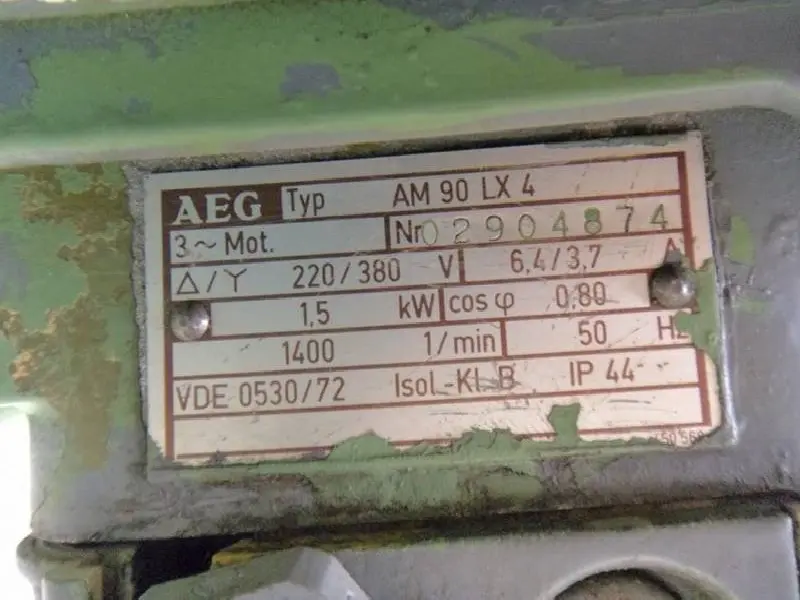 AEG Typ AM 90 LX 4
3~ Mot. Nr 02904874
Δ/Y 220/380 V 6,4/3,7 A
1,5 kW cos φ 0,80
1400 1/min 50 Hz
VDE 0530/72 Isol.-Kl. B IP 44